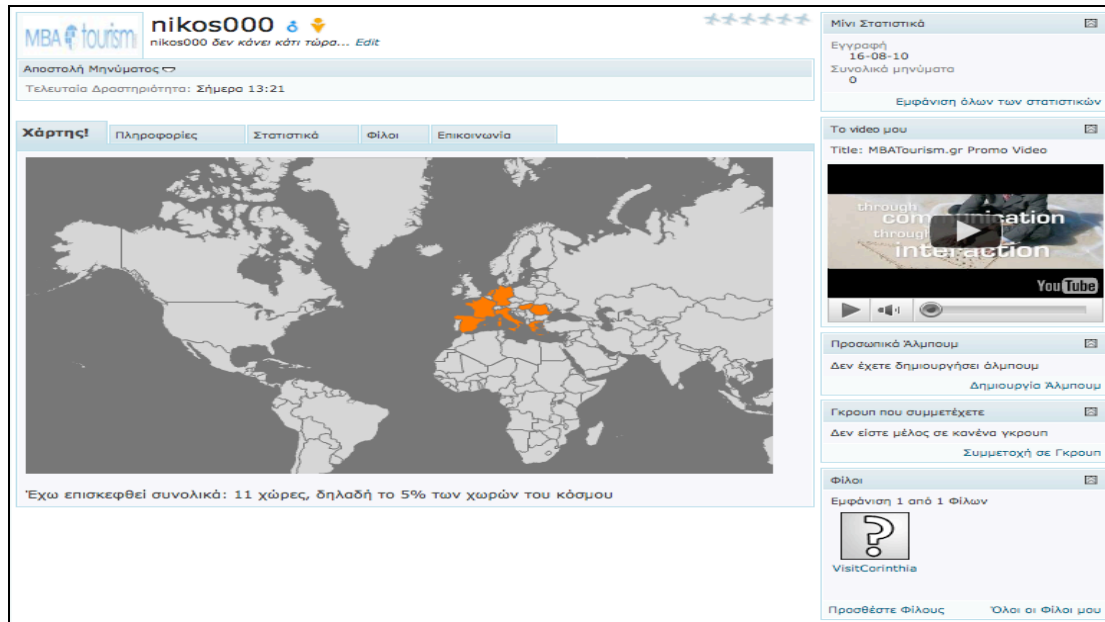 MBA tourism
nikos000
nikos000 δεν κάνει κάτι τώρα... Edit
Αποστολή Μηνύματος
Τελευταία Δραστηριότητα: Σήμερα 13:21
Χάρτης!
Πληροφορίες
Στατιστικά
Φίλοι
Επικοινωνία
Έχω επισκεφθεί συνολικά: 11 χώρες, δηλαδή το 5% των χωρών του κόσμου
Μίνι Στατιστικά
Εγγραφή
16-08-10
Συνολικά μηνύματα
0
Εμφάνιση όλων των στατιστικών
Το video μου
Title: MBATourism.gr Promo Video
through
communication
through
interaction
YouTube
Προσωπικό Άλμπουμ
Δεν έχετε δημιουργήσει άλμπουμ
Δημιουργία Άλμπουμ
Γκρουπ που συμμετέχετε
Δεν είστε μέλος σε κανένα γκρουπ
Συμμετοχή σε Γκρουπ
Φίλοι
Εμφάνιση 1 από 1 Φίλων
VisitCorinthia
Προσθέστε Φίλους
Όλοι οι Φίλοι μου